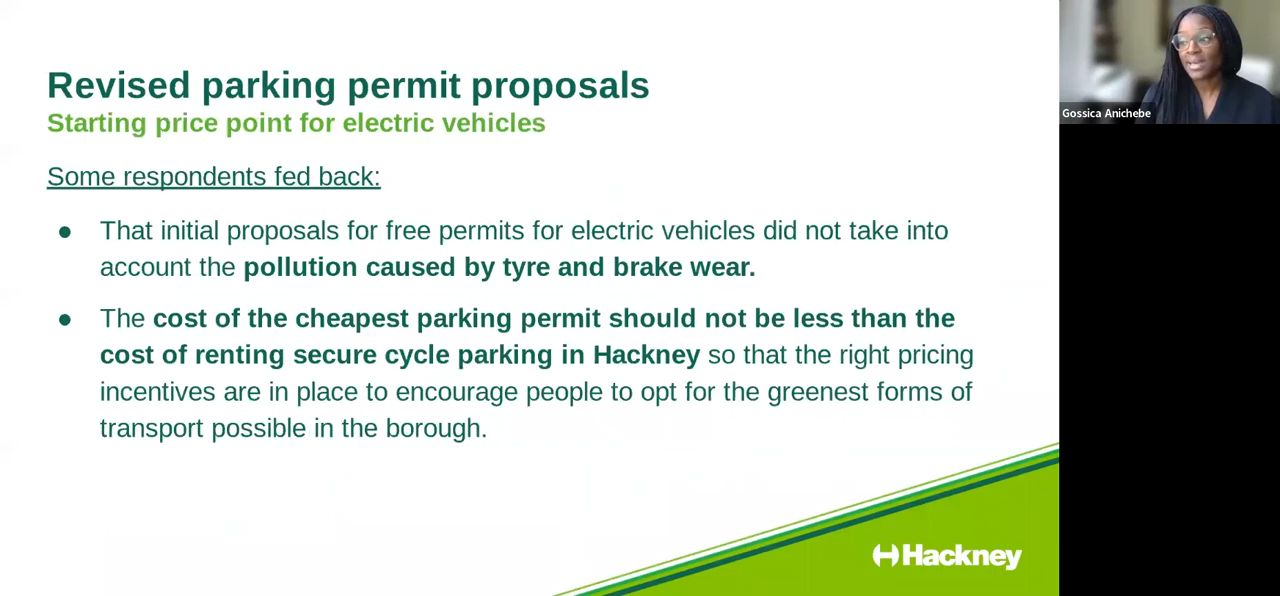 Revised parking permit proposals
Starting price point for electric vehicles
Some respondents fed back:
● That initial proposals for free permits for electric vehicles did not take into
account the pollution caused by tyre and brake wear.
● The cost of the cheapest parking permit should not be less than the
cost of renting secure cycle parking in Hackney so that the right pricing
incentives are in place to encourage people to opt for the greenest forms of
transport possible in the borough.
Hackney
Gossica Anichebe